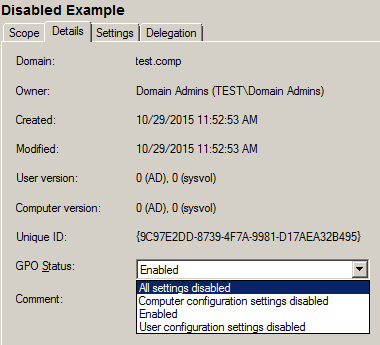 Disabled Example
Scope Details Settings Delegation
Domain: test.comp
Owner: Domain Admins (TEST\Domain Admins)
Created: 10/29/2015 11:52:53 AM
Modified: 10/29/2015 11:52:53 AM
User version: 0 (AD), 0 (sysvol)
Computer version: 0 (AD), 0 (sysvol)
Unique ID: {9C97E2DD-8739-4F7A-9981-D17AEA32B495}
GPO Status: Enabled
All settings disabled
Computer configuration settings disabled
Comment: Enabled
User configuration settings disabled